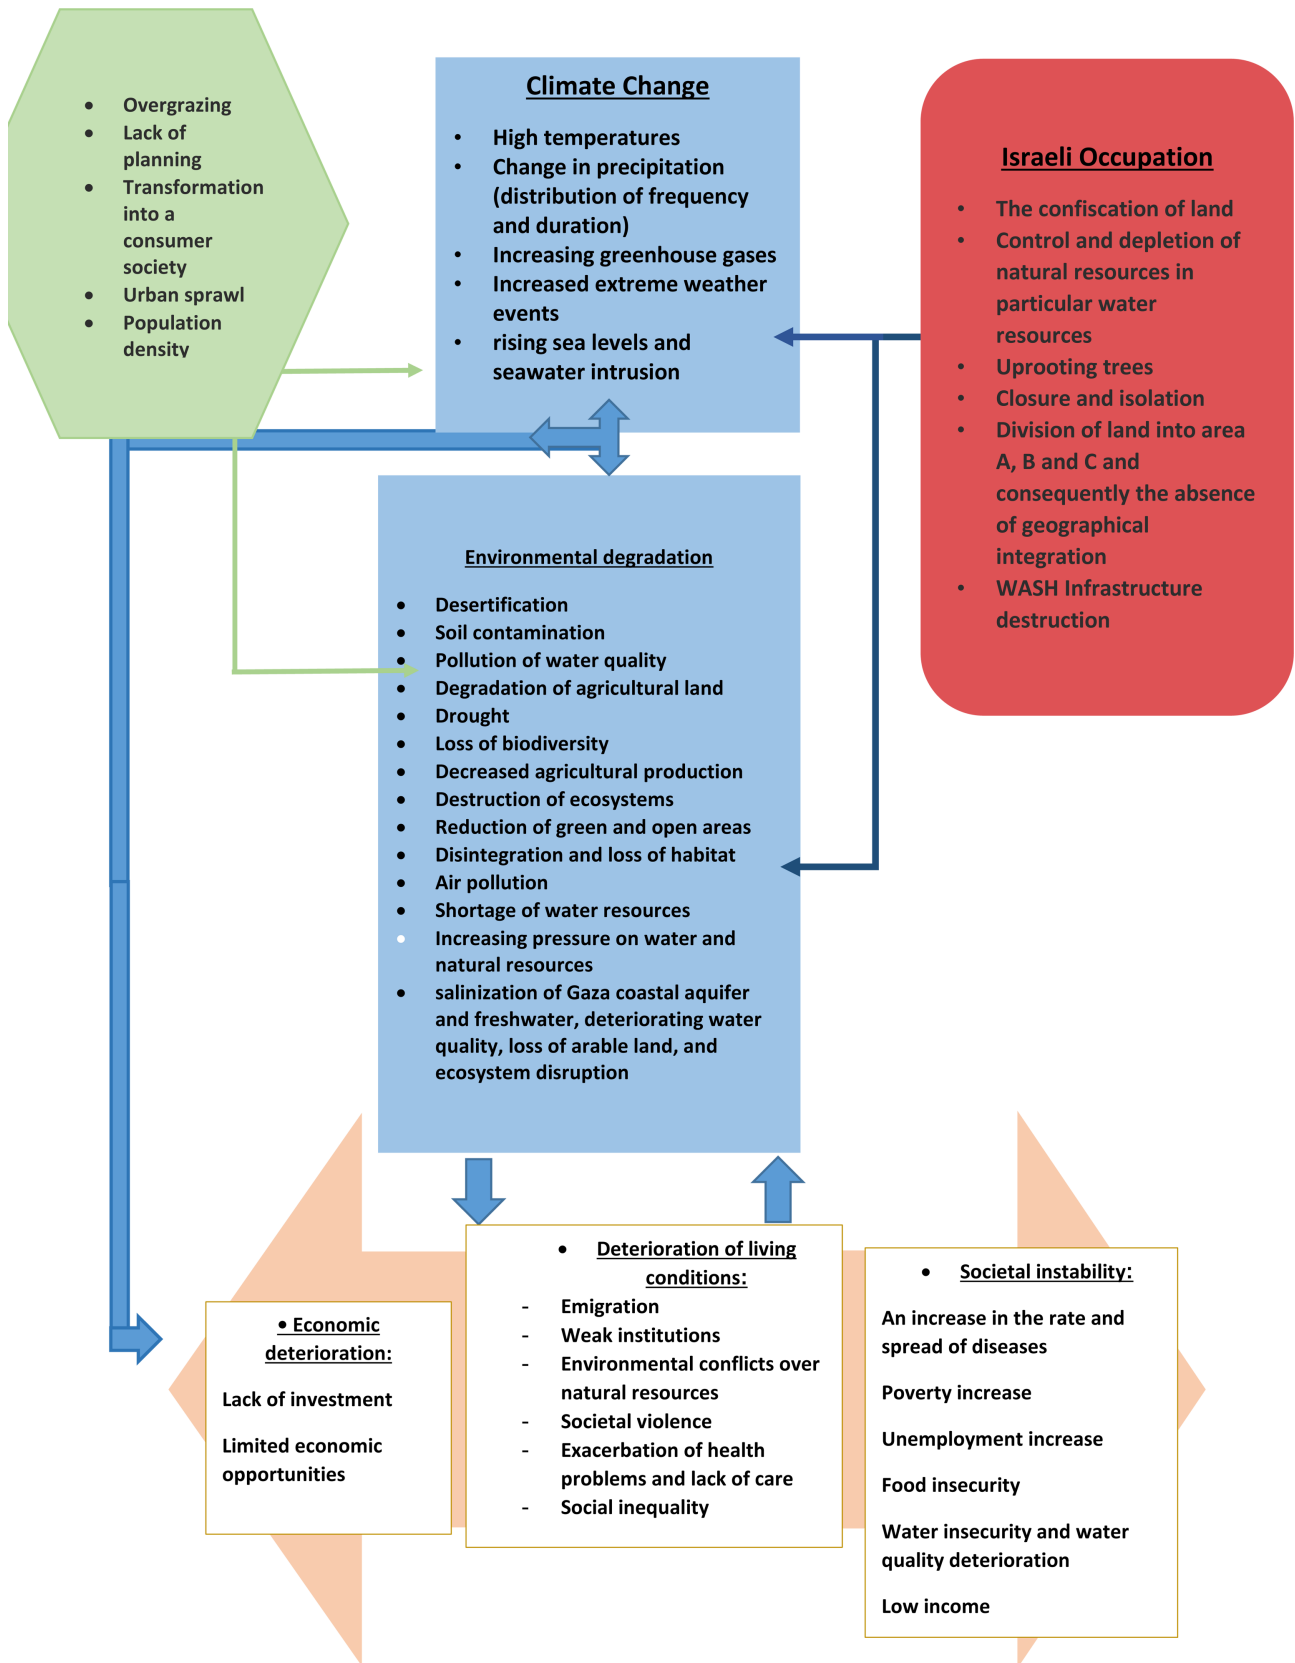 • Overgrazing
• Lack of
planning
• Transformation
into a
consumer
society
• Urban sprawl
• Population
density
Climate Change
• High temperatures
• Change in precipitation
(distribution of frequency
and duration)
• Increasing greenhouse gases
• Increased extreme weather
events
• rising sea levels and
seawater intrusion
Israeli Occupation
• The confiscation of land
• Control and depletion of
natural resources in
particular water
resources
• Uprooting trees
• Closure and isolation
• Division of land into area
A, B and C and
consequently the absence
of geographical
integration
• WASH Infrastructure
destruction
Environmental degradation
• Desertification
• Soil contamination
• Pollution of water quality
• Degradation of agricultural land
• Drought
• Loss of biodiversity
• Decreased agricultural production
• Destruction of ecosystems
• Reduction of green and open areas
• Disintegration and loss of habitat
• Air pollution
• Shortage of water resources
• Increasing pressure on water and
natural resources
• salinization of Gaza coastal aquifer
and freshwater, deteriorating water
quality, loss of arable land, and
ecosystem disruption
• Economic
deterioration:
Lack of investment
Limited economic
opportunities
• Deterioration of living
conditions:
- Emigration
- Weak institutions
- Environmental conflicts over
natural resources
- Societal violence
- Exacerbation of health
problems and lack of care
- Social inequality
• Societal instability:
An increase in the rate and
spread of diseases
Poverty increase
Unemployment increase
Food insecurity
Water insecurity and water
quality deterioration
Low income